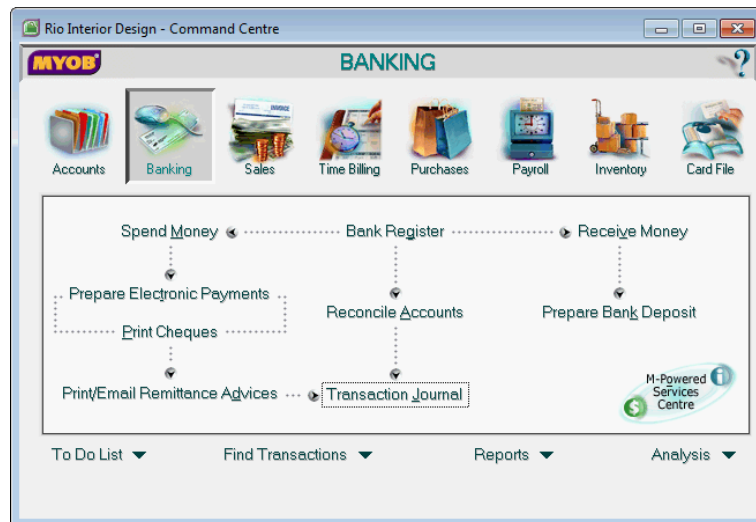 Rio Interior Design - Command Centre
MYOB
BANKING
?
Accounts
Banking
Sales
Time Billing
Purchases
Payroll
Inventory
Card File
INVOICE
Spend Money
Bank Register
Receive Money
Prepare Electronic Payments
Reconcile Accounts
Prepare Bank Deposit
Print Cheques
Print/Email Remittance Advices
Transaction Journal
M-Powered
Services
Centre
To Do List
Find Transactions
Reports
Analysis